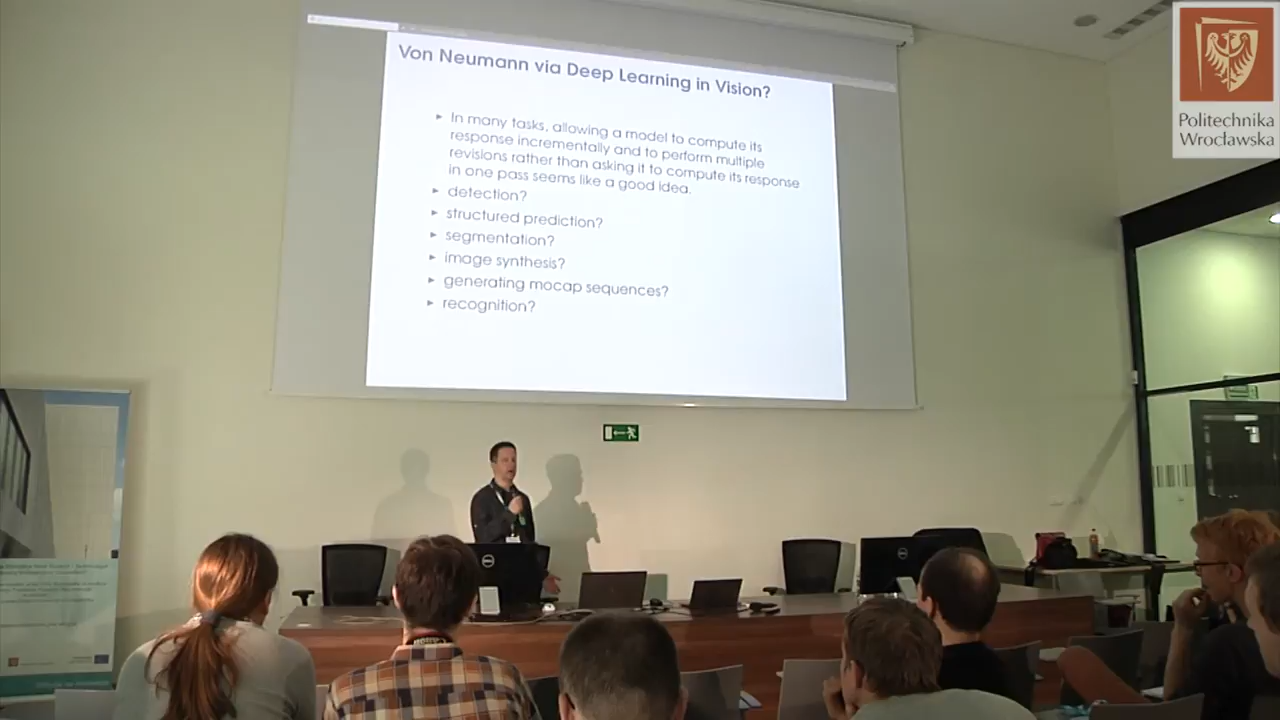 Von Neumann via Deep Learning in Vision?
In many tasks, allowing a model to compute its
response incrementally and to perform multiple
revisions rather than asking it to compute its response
in one pass seems like a good idea.
detection?
structured prediction?
segmentation?
image synthesis?
generating mocap sequences?
recognition?
Politechnika
Wrocławska
DELL
DELL